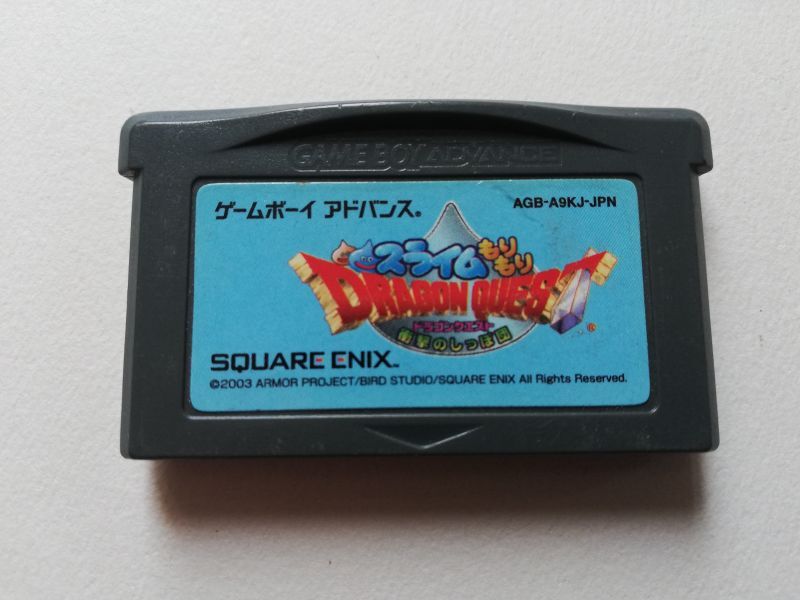 GAME BOY ADVANCE
ゲームボーイ アドバンス®
AGB-A9KJ-JPN
スライムもりもり
DRAGON QUEST®
ドラゴンクエスト
衝撃のしっぽ団
SQUARE ENIX™
©2003 ARMOR PROJECT/BIRD STUDIO/SQUARE ENIX All Rights Reserved.